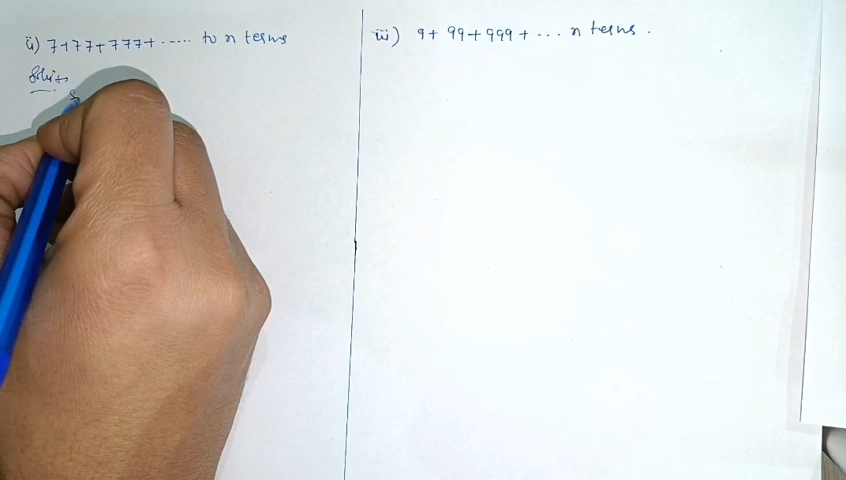 ii) 7+77+777+ ..... to n terms
Soln:
S
iii) 9+ 99+999+ ... n terms.